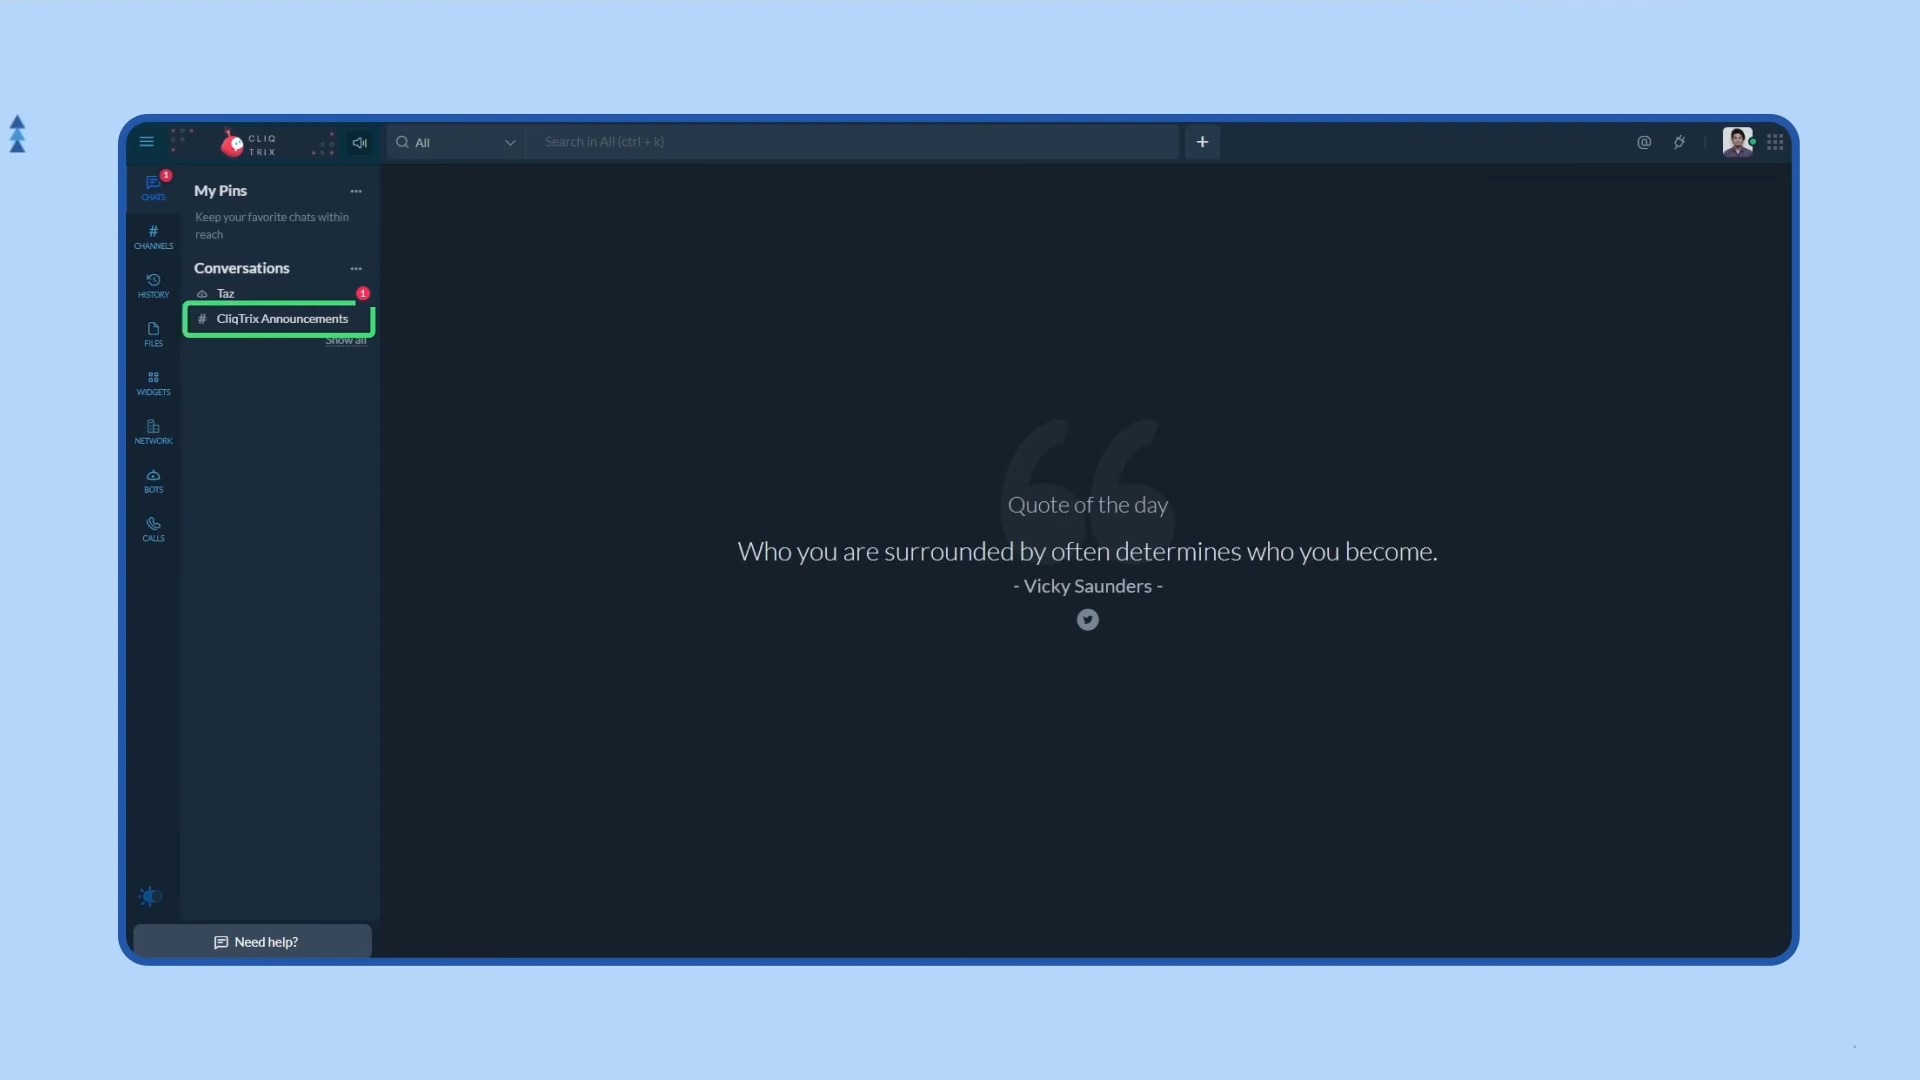 CLIQ
TRIX
All
Search in All (ctrl + k)
+
@
1
CHATS
#
CHANNELS
HISTORY
FILES
WIDGETS
NETWORK
BOTS
CALLS
My Pins
Keep your favorite chats within
reach
Conversations
Taz
1
# CliqTrix Announcements
Show all
Quote of the day
Who you are surrounded by often determines who you become.
- Vicky Saunders -
Need help?